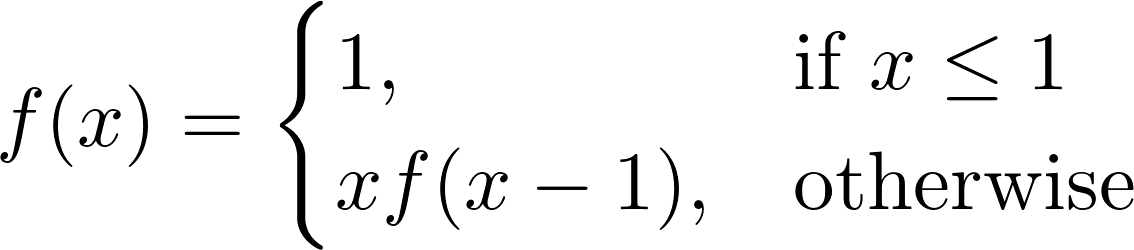 f(x) = { 1, if x ≤ 1
xf(x − 1), otherwise